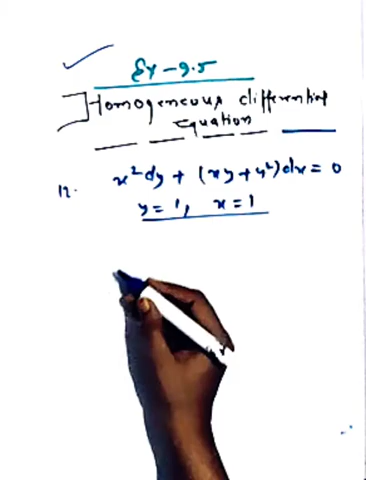 Ex - 9.5
Homogeneous differential
Equation
12. x²dy + (xy + y²)dx = 0
y = 1, x = 1